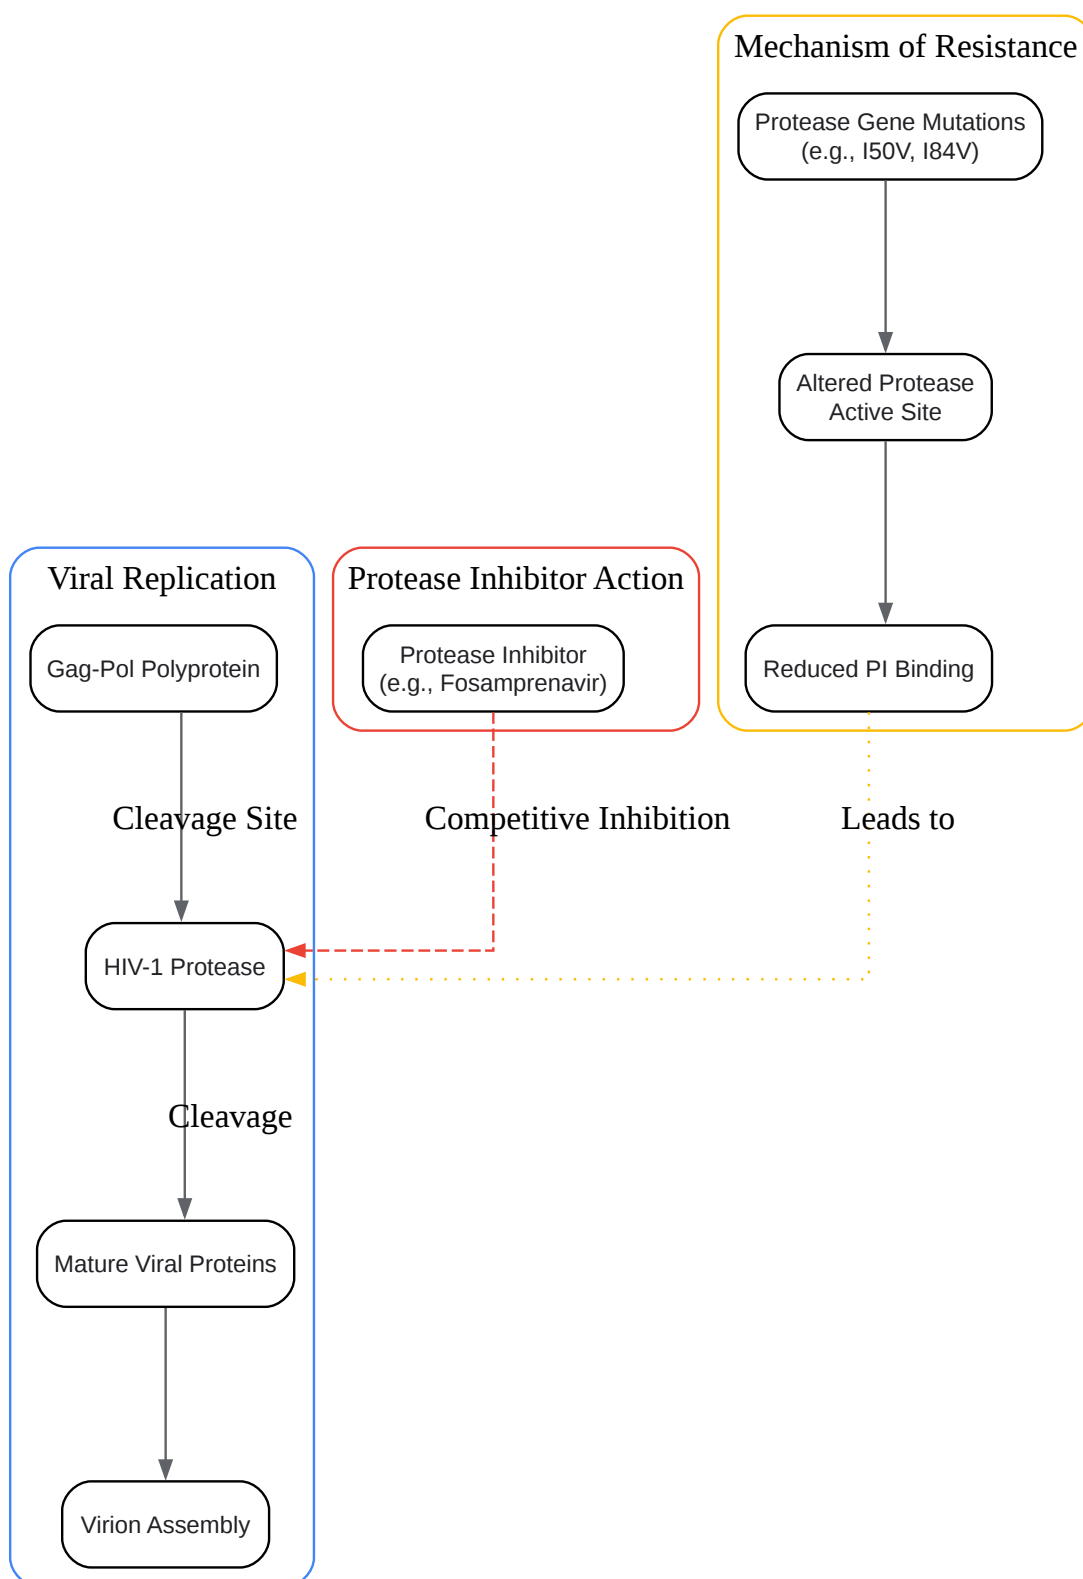 Mechanism of Resistance
Protease Gene Mutations
(e.g., I50V, I84V)
Altered Protease
Active Site
Viral Replication
Protease Inhibitor Action
Gag-Pol Polyprotein
Protease Inhibitor
(e.g., Fosamprenavir)
Reduced PI Binding
Cleavage Site
Competitive Inhibition
Leads to
HIV-1 Protease
Cleavage
Mature Viral Proteins
Virion Assembly